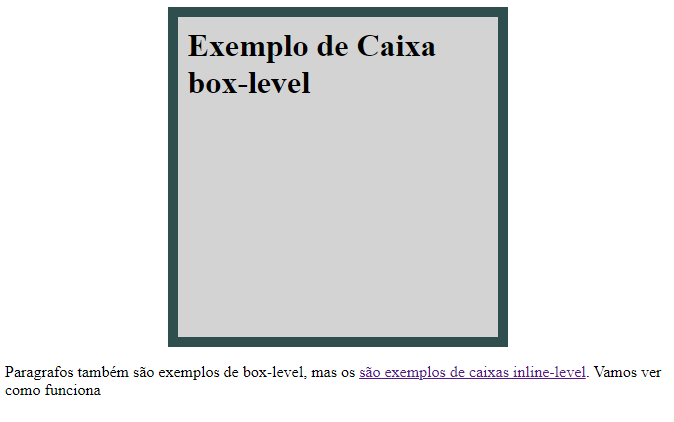 Exemplo de Caixa
box-level
Paragrafos também são exemplos de box-level, mas os são exemplos de caixas inline-level. Vamos ver
como funciona